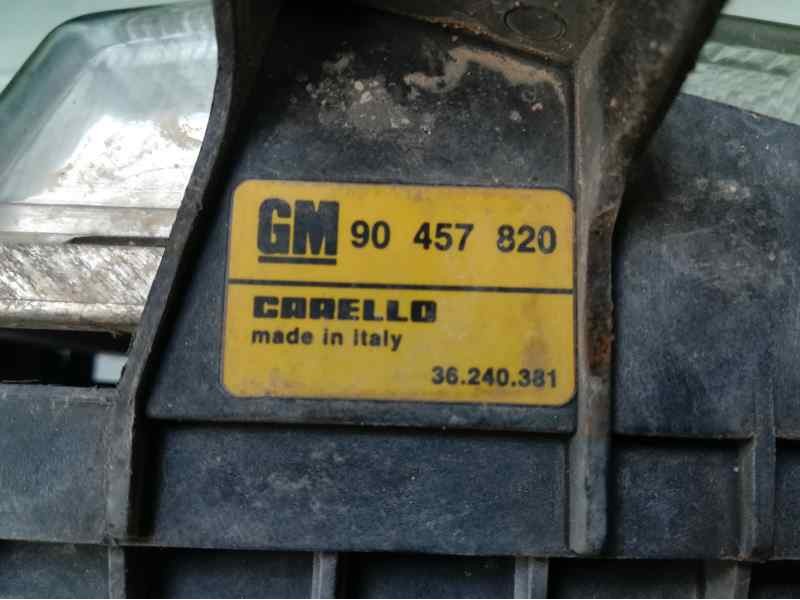 GM 90 457 820
CARELLO
made in italy
36.240.381